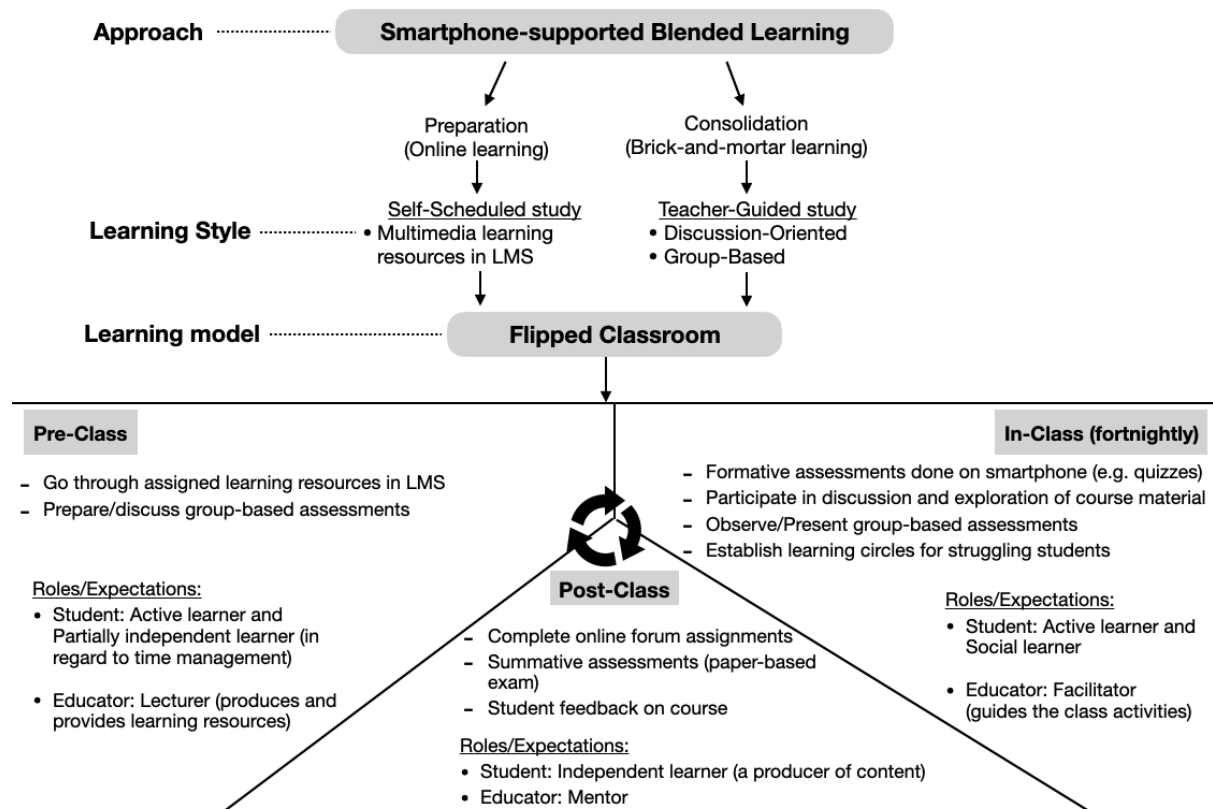 Approach
Smartphone-supported Blended Learning
Preparation
(Online learning)
Consolidation
(Brick-and-mortar learning)
Learning Style
Self-Scheduled study
• Multimedia learning
resources in LMS
Teacher-Guided study
• Discussion-Oriented
• Group-Based
Learning model
Flipped Classroom
Pre-Class
– Go through assigned learning resources in LMS
– Prepare/discuss group-based assessments
Roles/Expectations:
• Student: Active learner and
Partially independent learner (in
regard to time management)
• Educator: Lecturer (produces and
provides learning resources)
In-Class (fortnightly)
– Formative assessments done on smartphone (e.g. quizzes)
– Participate in discussion and exploration of course material
– Observe/Present group-based assessments
– Establish learning circles for struggling students
Roles/Expectations:
• Student: Active learner and
Social learner
• Educator: Facilitator
(guides the class activities)
Post-Class
– Complete online forum assignments
– Summative assessments (paper-based
exam)
– Student feedback on course
Roles/Expectations:
• Student: Independent learner (a producer of content)
• Educator: Mentor